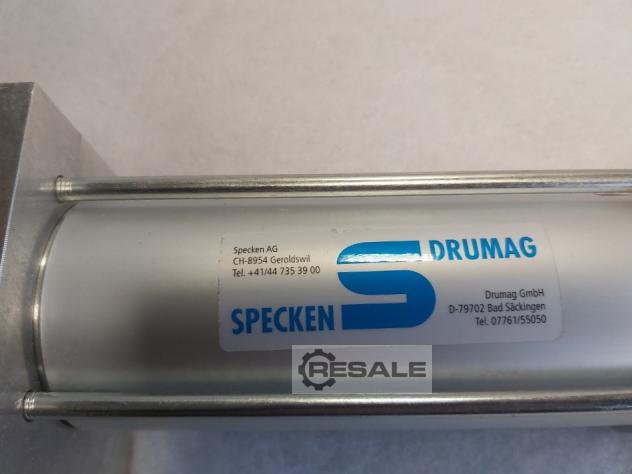 Specken AG
CH-8954 Geroldswil
Tel. +41/44 735 39 00
SPECKEN
DRUMAG
Drumag GmbH
D-79702 Bad Säckingen
Tel. 07761/55050
RESALE